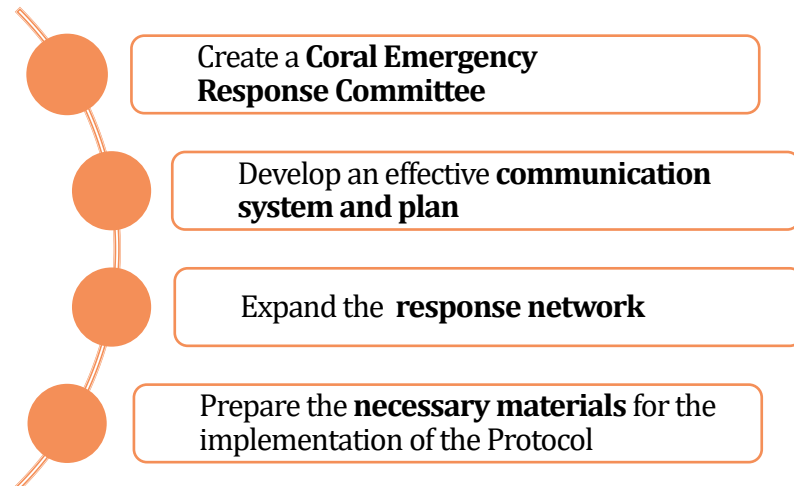 Create a Coral Emergency
Response Committee
Develop an effective communication
system and plan
Expand the response network
Prepare the necessary materials for the
implementation of the Protocol